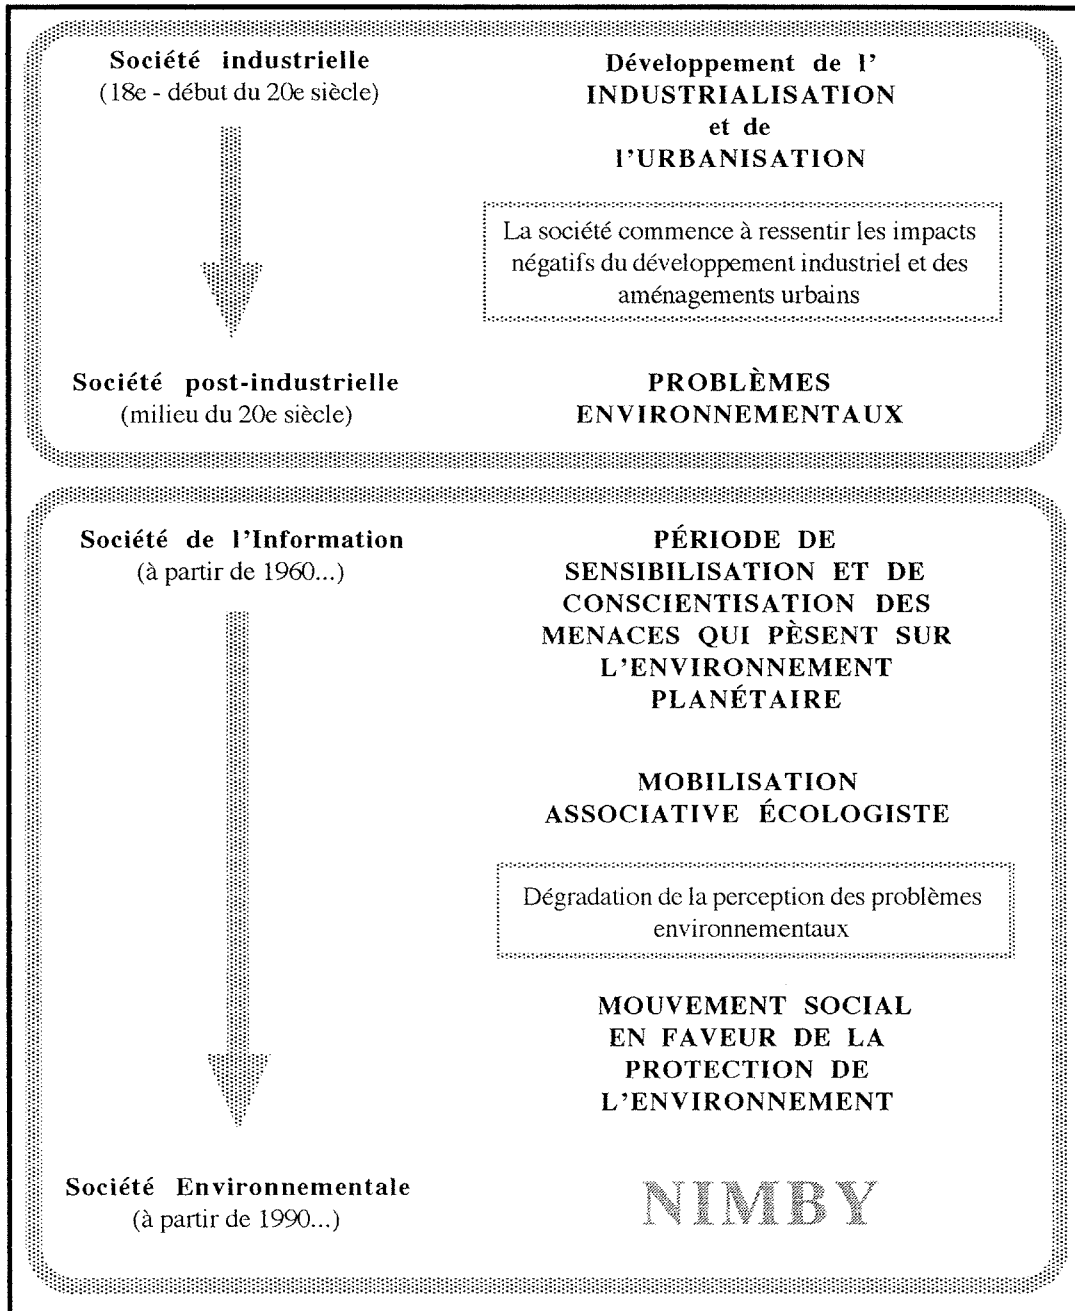 Société industrielle
(18e - début du 20e siècle)
Développement de l'
INDUSTRIALISATION
et de
l'URBANISATION
La société commence à ressentir les impacts
négatifs du développement industriel et des
aménagements urbains
Société post-industrielle
(milieu du 20e siècle)
PROBLÈMES
ENVIRONNEMENTAUX
Société de l'Information
(à partir de 1960...)
PÉRIODE DE
SENSIBILISATION ET DE
CONSCIENTISATION DES
MENACES QUI PÈSENT SUR
L'ENVIRONNEMENT
PLANÉTAIRE
MOBILISATION
ASSOCIATIVE ÉCOLOGISTE
Dégradation de la perception des problèmes
environnementaux
MOUVEMENT SOCIAL
EN FAVEUR DE LA
PROTECTION DE
L'ENVIRONNEMENT
Société Environnementale
(à partir de 1990...)
NIMBY